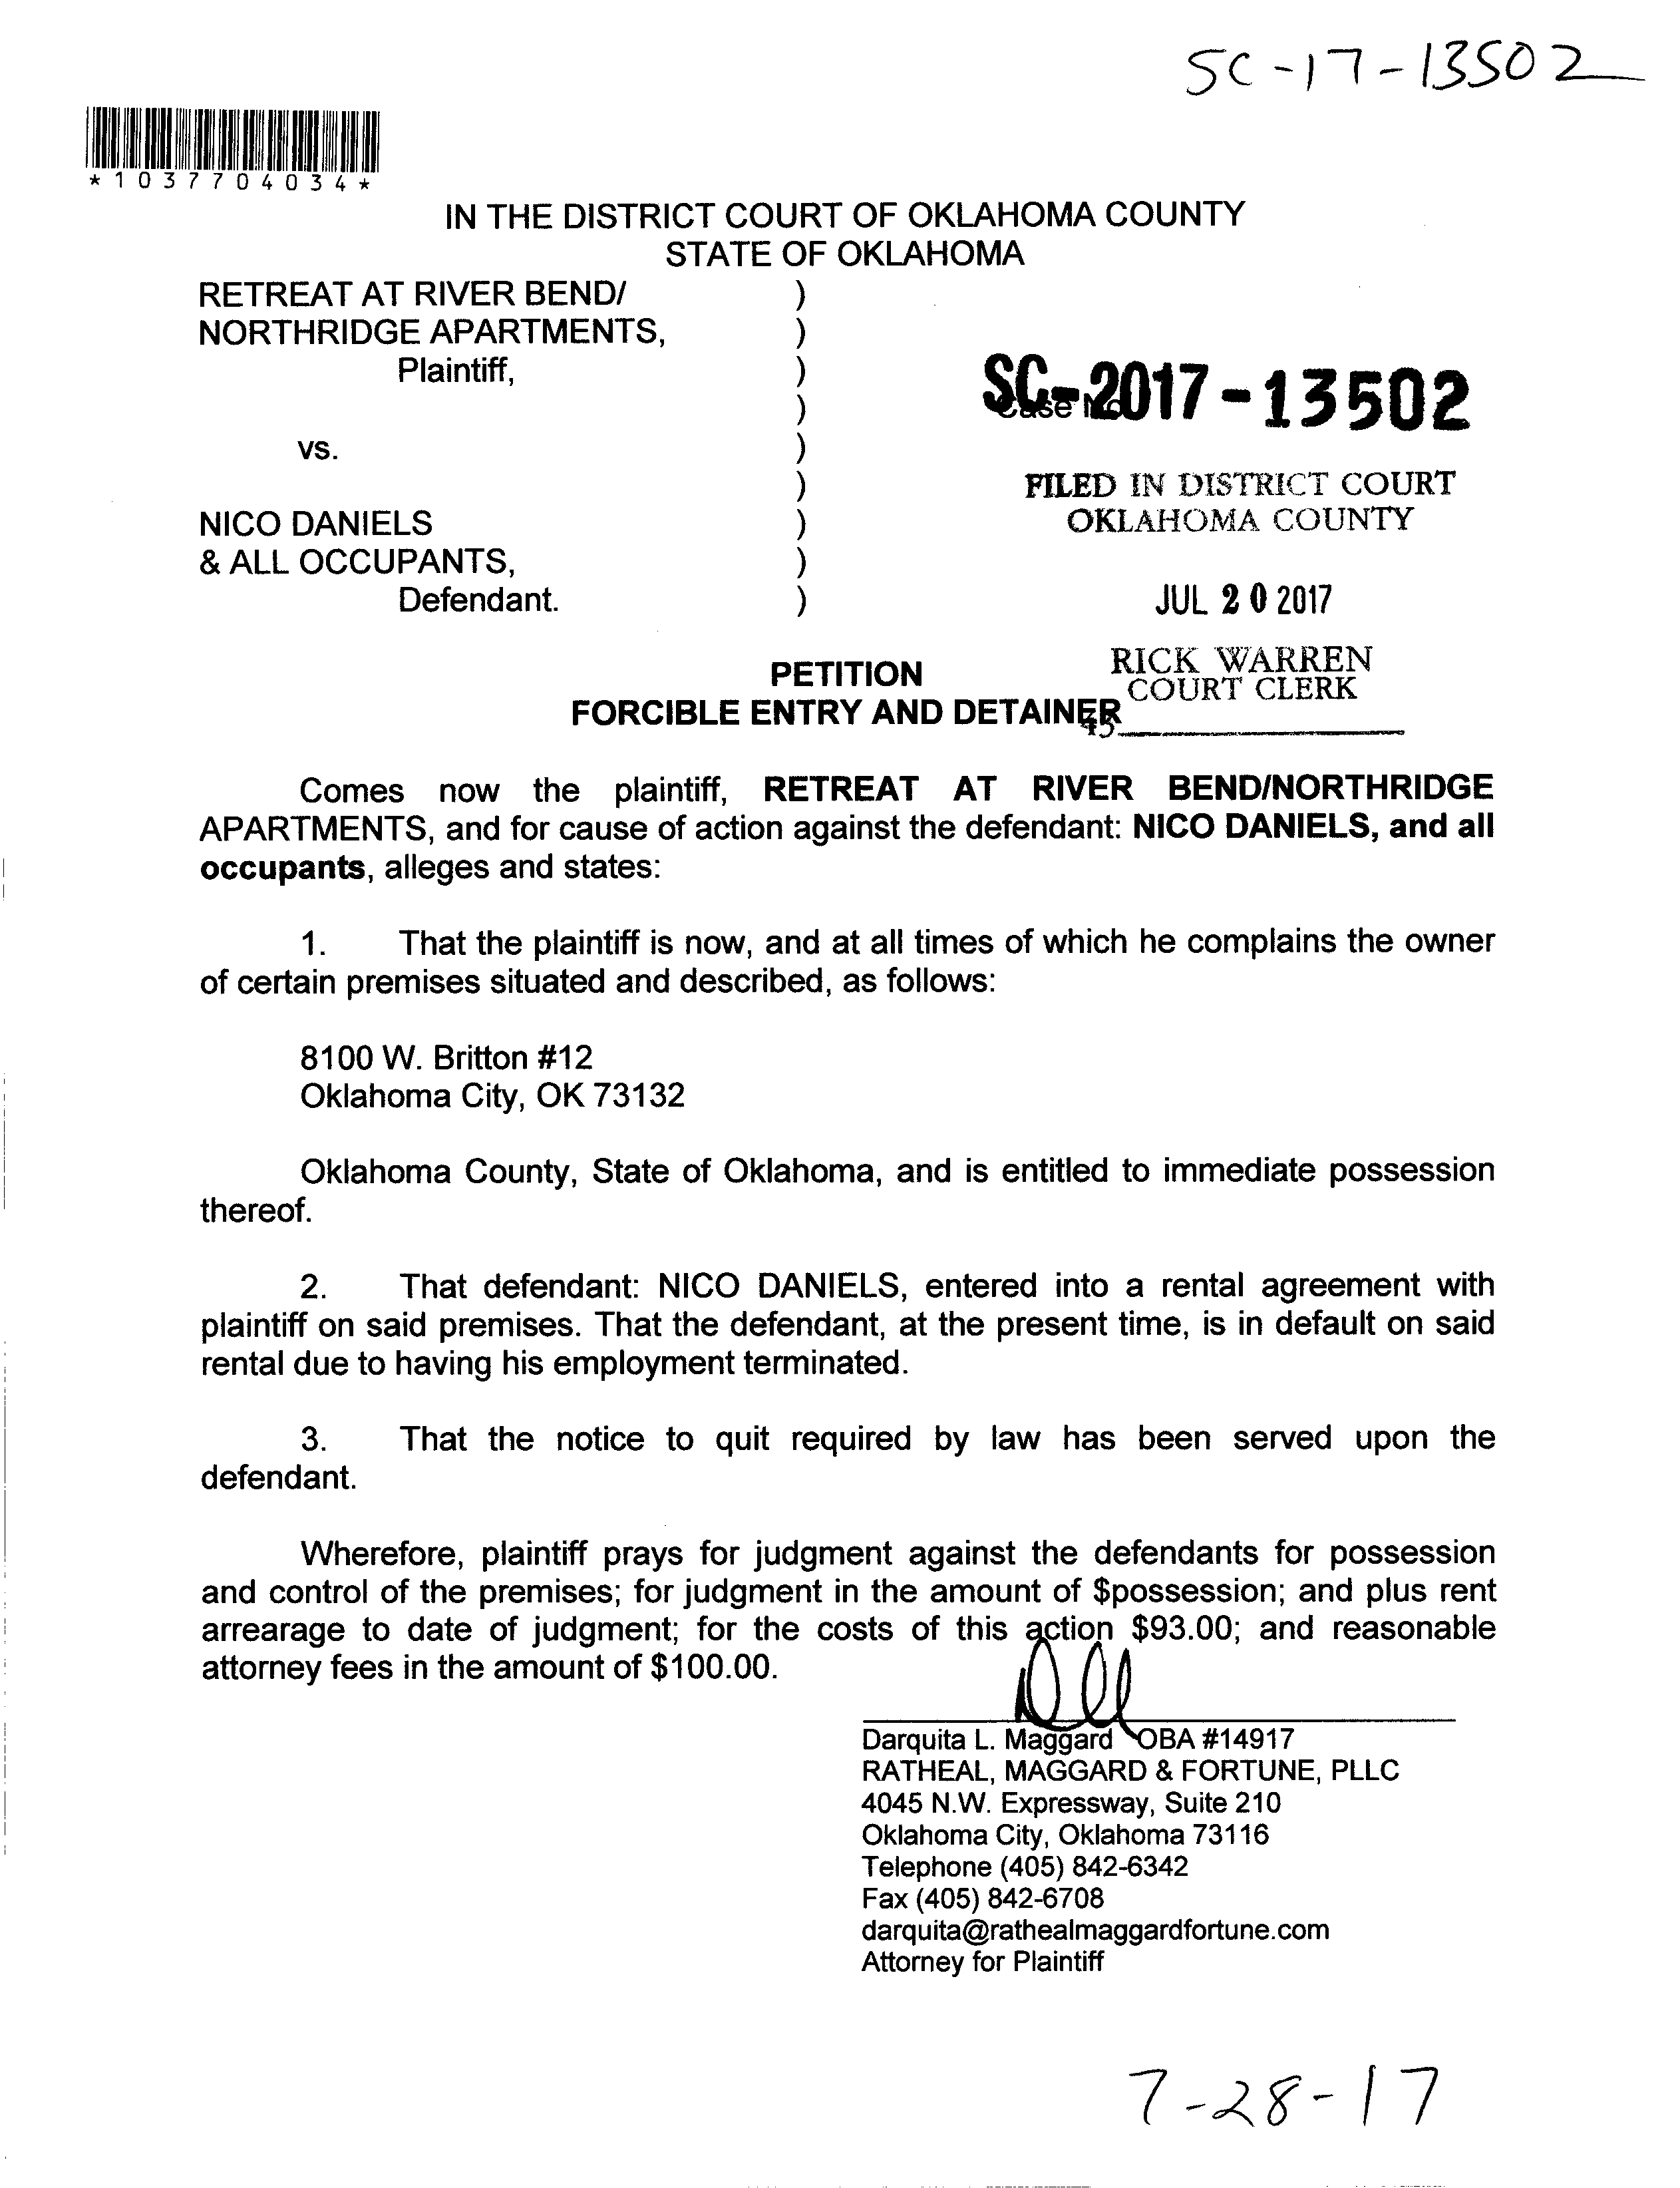 SC-17-13502
*1037704034*
IN THE DISTRICT COURT OF OKLAHOMA COUNTY
STATE OF OKLAHOMA
RETREAT AT RIVER BEND/ )
NORTHRIDGE APARTMENTS, )
Plaintiff, )
)
SC-2017-13502
Case No
vs. )
)
FILED IN DISTRICT COURT
OKLAHOMA COUNTY
NICO DANIELS )
& ALL OCCUPANTS, )
Defendant. )
JUL 20 2017
RICK WARREN
COURT CLERK
45
PETITION
FORCIBLE ENTRY AND DETAINER
Comes now the plaintiff, RETREAT AT RIVER BEND/NORTHRIDGE
APARTMENTS, and for cause of action against the defendant: NICO DANIELS, and all
occupants, alleges and states:
1. That the plaintiff is now, and at all times of which he complains the owner
of certain premises situated and described, as follows:
8100 W. Britton #12
Oklahoma City, OK 73132
Oklahoma County, State of Oklahoma, and is entitled to immediate possession
thereof.
2. That defendant: NICO DANIELS, entered into a rental agreement with
plaintiff on said premises. That the defendant, at the present time, is in default on said
rental due to having his employment terminated.
3. That the notice to quit required by law has been served upon the
defendant.
Wherefore, plaintiff prays for judgment against the defendants for possession
and control of the premises; for judgment in the amount of $possession; and plus rent
arrearage to date of judgment; for the costs of this action $93.00; and reasonable
attorney fees in the amount of $100.00.
Darquita L. Maggard OBA #14917
RATHEAL, MAGGARD & FORTUNE, PLLC
4045 N.W. Expressway, Suite 210
Oklahoma City, Oklahoma 73116
Telephone (405) 842-6342
Fax (405) 842-6708
darquita@rathealmaggardfortune.com
Attorney for Plaintiff
7-28-17